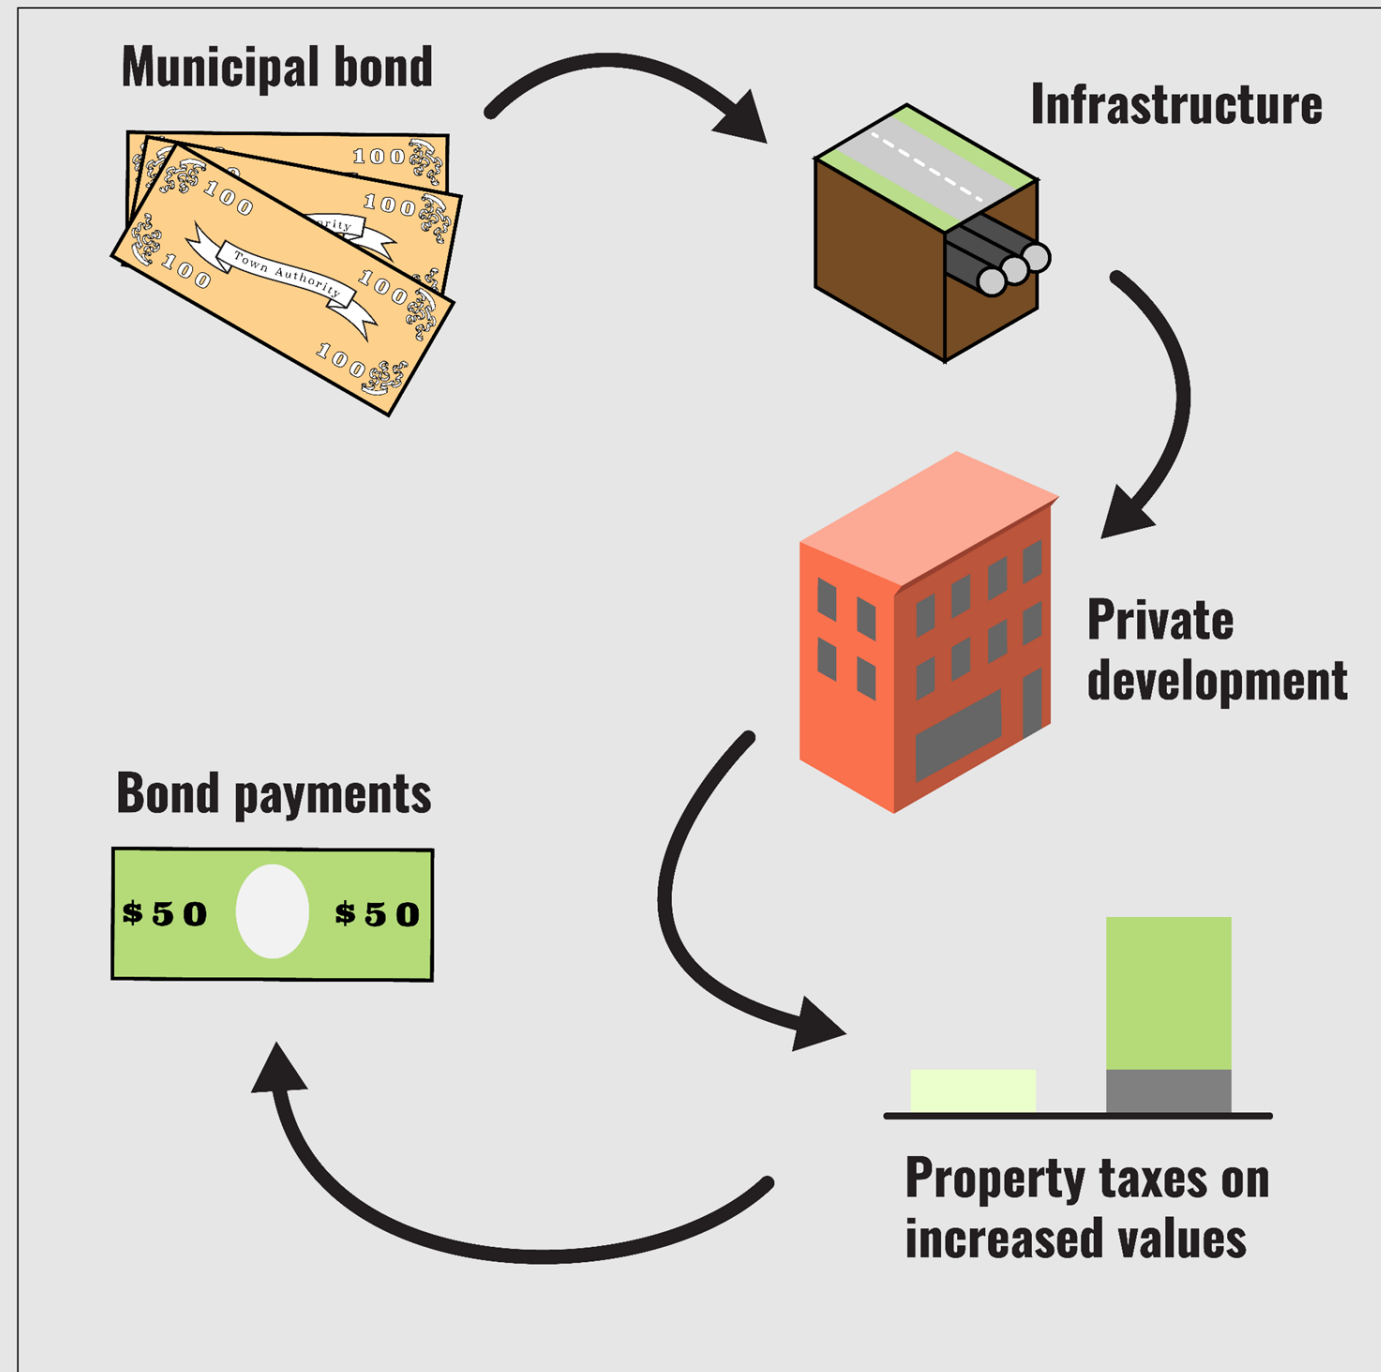 Municipal bond
Infrastructure
100
100
100
ority
Town Authority
100
100
100
Private
development
Bond payments
$50 $50
Property taxes on
increased values